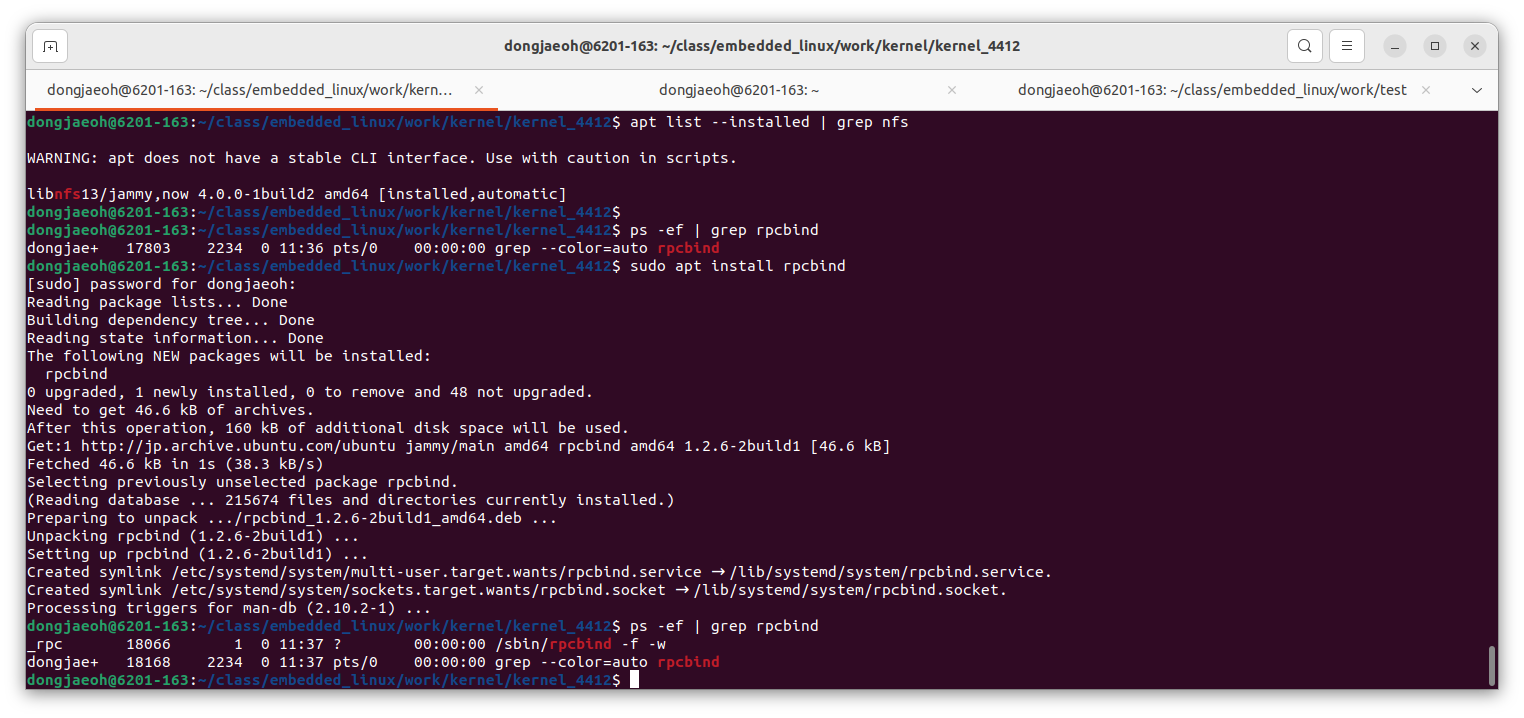 dongjaeoh@6201-163: ~/class/embedded_linux/work/kernel/kernel_4412
dongjaeoh@6201-163: ~/class/embedded_linux/work/kern...
dongjaeoh@6201-163: ~
dongjaeoh@6201-163: ~/class/embedded_linux/work/test
dongjaeoh@6201-163:~/class/embedded_linux/work/kernel/kernel_4412$ apt list --installed | grep nfs
WARNING: apt does not have a stable CLI interface. Use with caution in scripts.
libnfs13/jammy,now 4.0.0-1build2 amd64 [installed,automatic]
dongjaeoh@6201-163:~/class/embedded_linux/work/kernel/kernel_4412$
dongjaeoh@6201-163:~/class/embedded_linux/work/kernel/kernel_4412$ ps -ef | grep rpcbind
dongjae+   17803    2234  0 11:36 pts/0    00:00:00 grep --color=auto rpcbind
dongjaeoh@6201-163:~/class/embedded_linux/work/kernel/kernel_4412$ sudo apt install rpcbind
[sudo] password for dongjaeoh:
Reading package lists... Done
Building dependency tree... Done
Reading state information... Done
The following NEW packages will be installed:
  rpcbind
0 upgraded, 1 newly installed, 0 to remove and 48 not upgraded.
Need to get 46.6 kB of archives.
After this operation, 160 kB of additional disk space will be used.
Get:1 http://jp.archive.ubuntu.com/ubuntu jammy/main amd64 rpcbind amd64 1.2.6-2build1 [46.6 kB]
Fetched 46.6 kB in 1s (38.3 kB/s)
Selecting previously unselected package rpcbind.
(Reading database ... 215674 files and directories currently installed.)
Preparing to unpack .../rpcbind_1.2.6-2build1_amd64.deb ...
Unpacking rpcbind (1.2.6-2build1) ...
Setting up rpcbind (1.2.6-2build1) ...
Created symlink /etc/systemd/system/multi-user.target.wants/rpcbind.service → /lib/systemd/system/rpcbind.service.
Created symlink /etc/systemd/system/sockets.target.wants/rpcbind.socket → /lib/systemd/system/rpcbind.socket.
Processing triggers for man-db (2.10.2-1) ...
dongjaeoh@6201-163:~/class/embedded_linux/work/kernel/kernel_4412$ ps -ef | grep rpcbind
_rpc       18066       1  0 11:37 ?        00:00:00 /sbin/rpcbind -f -w
dongjae+   18168    2234  0 11:37 pts/0    00:00:00 grep --color=auto rpcbind
dongjaeoh@6201-163:~/class/embedded_linux/work/kernel/kernel_4412$